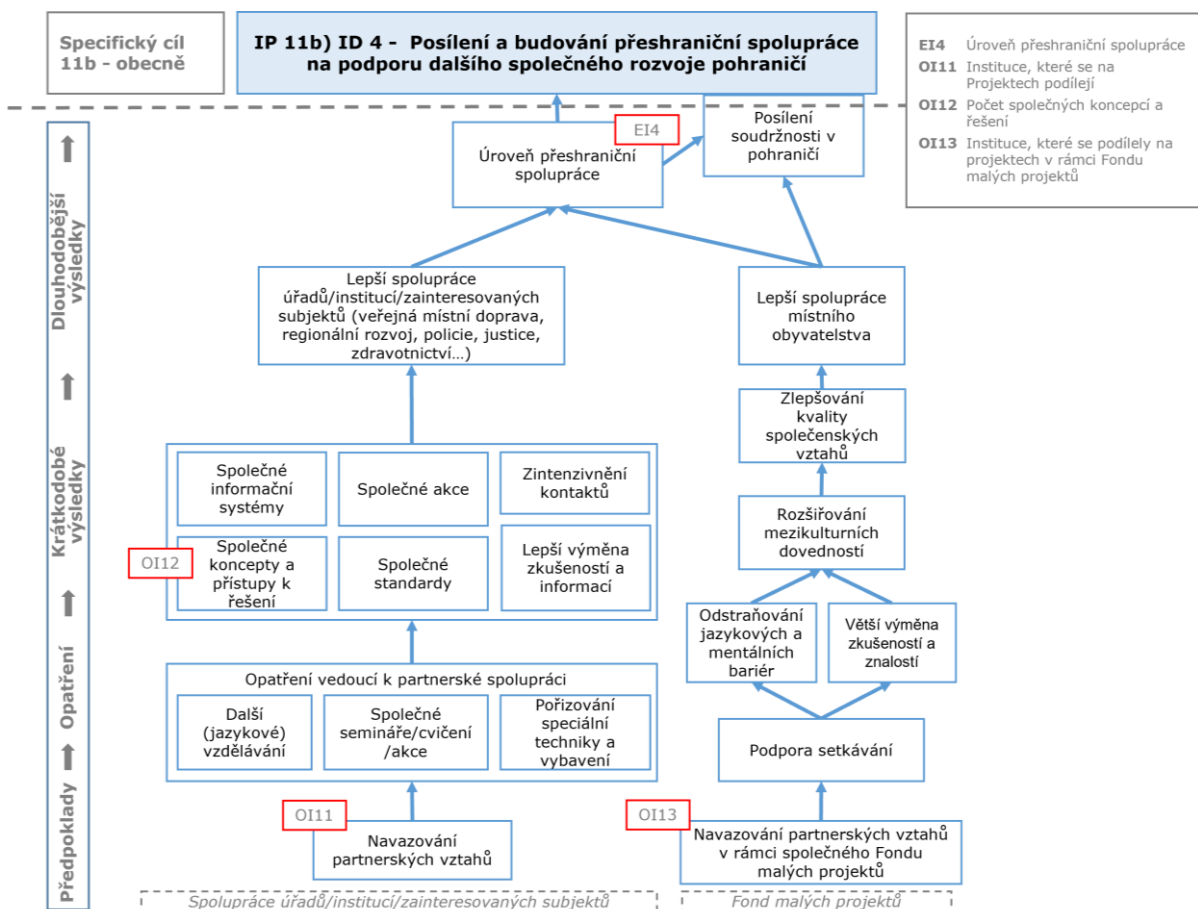 Specifický cíl
11b - obecně
IP 11b) ID 4 - Posílení a budování přeshraniční spolupráce
na podporu dalšího společného rozvoje pohraničí
EI4 Úroveň přeshraniční spolupráce
OI11 Instituce, které se na
Projektech podílejí
OI12 Počet společných koncepcí a
řešení
OI13 Instituce, které se podílely na
projektech v rámci Fondu
malých projektů
Dlouhodobější
výsledky
Krátkodobé
výsledky
Opatření
Předpoklady
EI4
Úroveň přeshraniční
spolupráce
Posílení
soudržnosti v
pohraničí
Lepší spolupráce
úřadů/institucí/zainteresovaných
subjektů (veřejná místní doprava,
regionální rozvoj, policie, justice,
zdravotnictví...)
Lepší spolupráce
místního
obyvatelstva
Zlepšování
kvality
společenských
vztahů
Společné
informační
systémy
Společné akce
Zintenzivnění
kontaktů
OI12
Společné
koncepty a
přístupy k
řešení
Společné
standardy
Lepší výměna
zkušeností a
informací
Rozšiřování
mezikulturních
dovedností
Odstraňování
jazykových a
mentálních
bariér
Větší výměna
zkušeností a
znalostí
Opatření vedoucí k partnerské spolupráci
Další
(jazykové)
vzdělávání
Společné
semináře/cvičení
/akce
Pořizování
speciální
techniky a
vybavení
Podpora setkávání
OI11
Navazování
partnerských vztahů
OI13
Navazování partnerských vztahů
v rámci společného Fondu
malých projektů
Spolupráce úřadů/institucí/zainteresovaných subjektů
Fond malých projektů